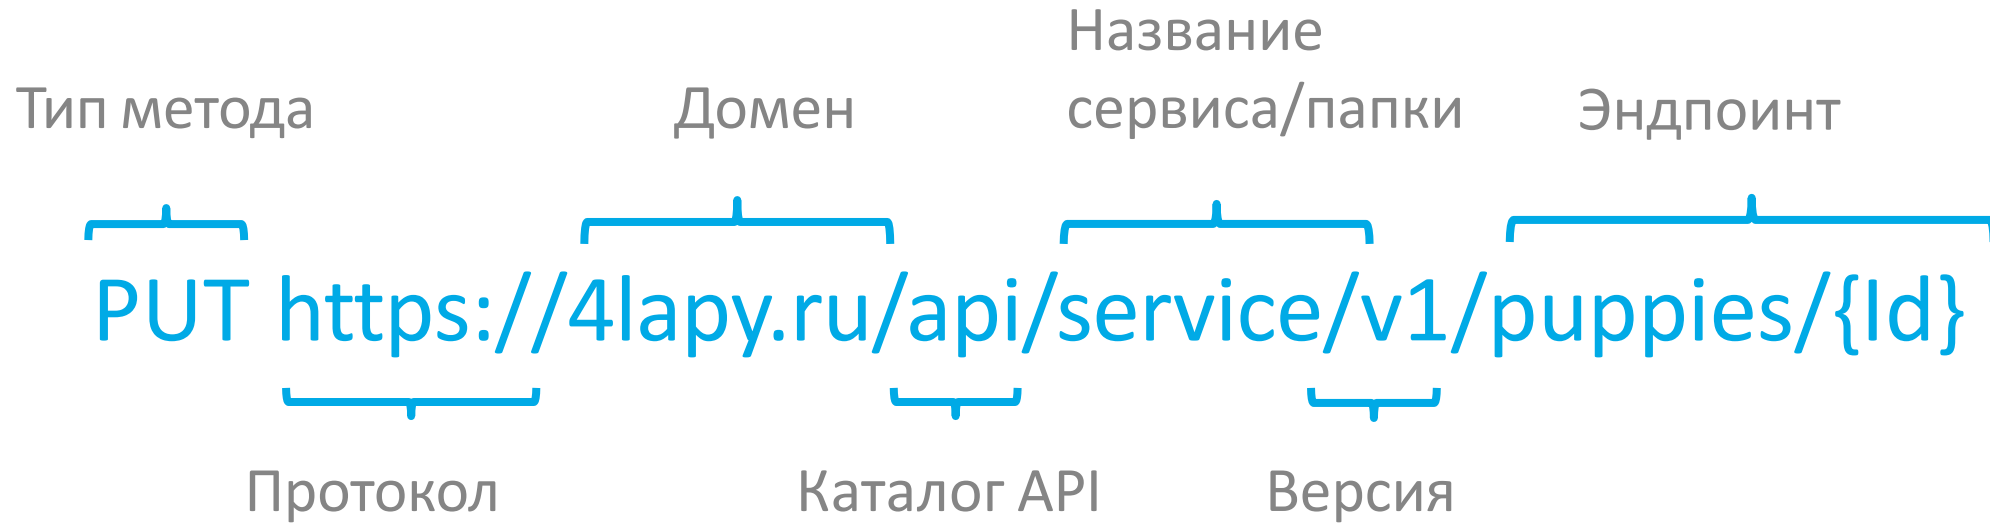 Название
Тип метода
Домен
сервиса/папки
Эндпоинт
PUT https://4lapy.ru/api/service/v1/puppies/{Id}
Протокол
Каталог API
Версия